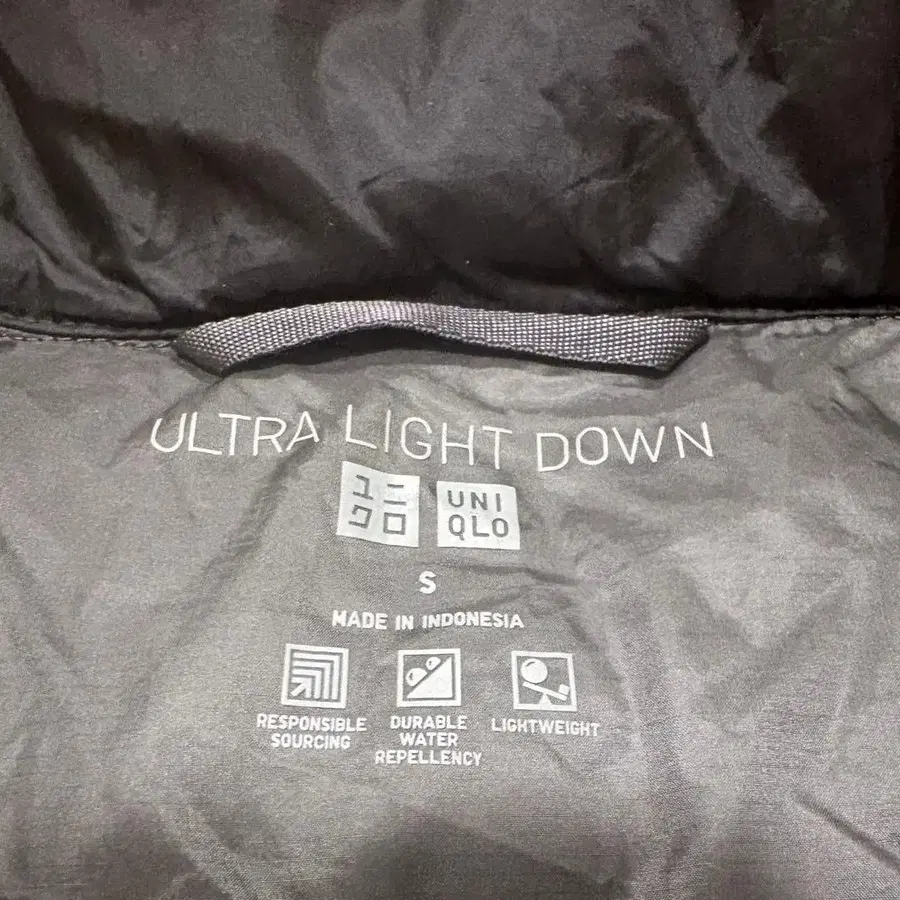 ULTRA LIGHT DOWN
ユニ UNI
クロ QLO
S
MADE IN INDONESIA
RESPONSIBLE
SOURCING
DURABLE
WATER
REPELLENCY
LIGHTWEIGHT